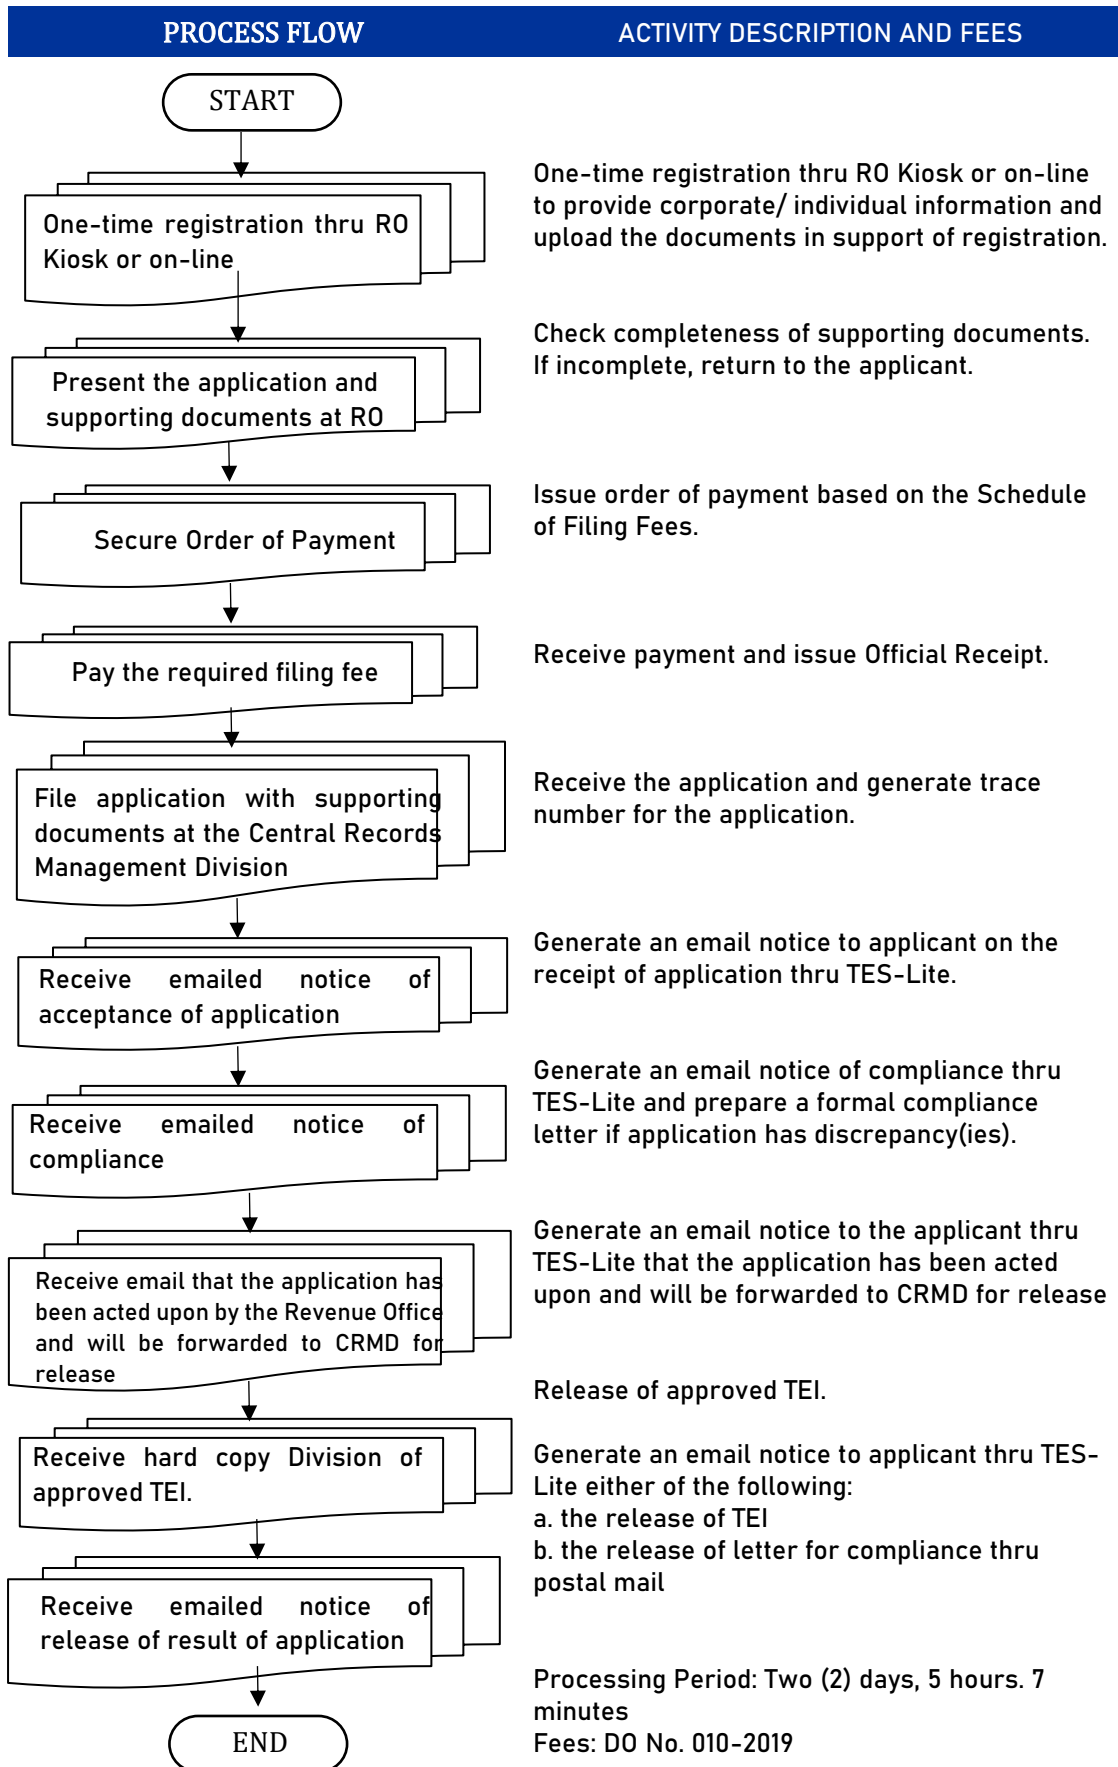 PROCESS FLOW
ACTIVITY DESCRIPTION AND FEES
START
One-time registration thru RO
Kiosk or on-line
One-time registration thru RO Kiosk or on-line
to provide corporate/ individual information and
upload the documents in support of registration.
Present the application and
supporting documents at RO
Check completeness of supporting documents.
If incomplete, return to the applicant.
Secure Order of Payment
Issue order of payment based on the Schedule
of Filing Fees.
Pay the required filing fee
Receive payment and issue Official Receipt.
File application with supporting
documents at the Central Records
Management Division
Receive the application and generate trace
number for the application.
Receive emailed notice of
acceptance of application
Generate an email notice to applicant on the
receipt of application thru TES-Lite.
Receive emailed notice of
compliance
Generate an email notice of compliance thru
TES-Lite and prepare a formal compliance
letter if application has discrepancy(ies).
Receive email that the application has
been acted upon by the Revenue Office
and will be forwarded to CRMD for
release
Generate an email notice to the applicant thru
TES-Lite that the application has been acted
upon and will be forwarded to CRMD for release
Receive hard copy Division of
approved TEI.
Release of approved TEI.
Receive emailed notice of
release of result of application
Generate an email notice to applicant thru TES-
Lite either of the following:
a. the release of TEI
b. the release of letter for compliance thru
postal mail
END
Processing Period: Two (2) days, 5 hours. 7
minutes
Fees: DO No. 010-2019